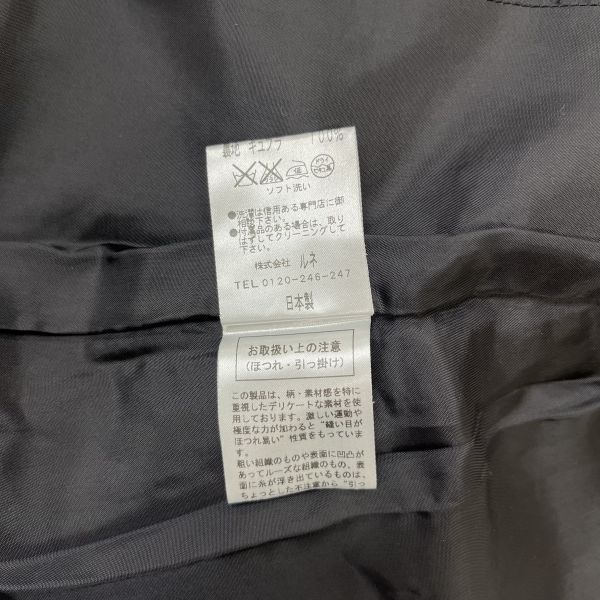 裏地 キュプラ 100%
低
ドライ
セキユ系
ソフト洗い
●洗濯は信用ある専門店に御
相談下さい。
●付属品のある場合は、取り
はずしてクリーニングして
下さい。
株式会社 ルネ
TEL 0120-246-247
日本製
お取扱い上の注意
(ほつれ・引っ掛け)
この製品は、柄・素材感を特に
重視したデリケートな素材を使
用しております。激しい運動や
極度な力が加わると"縫い目が
ほつれ易い"性質をもっていま
す。
粗い組織のものや表面に凹凸が
あってルーズな組織のもの、表
面に糸が浮き出ているものは、
ちょっとした不注意から"引っ